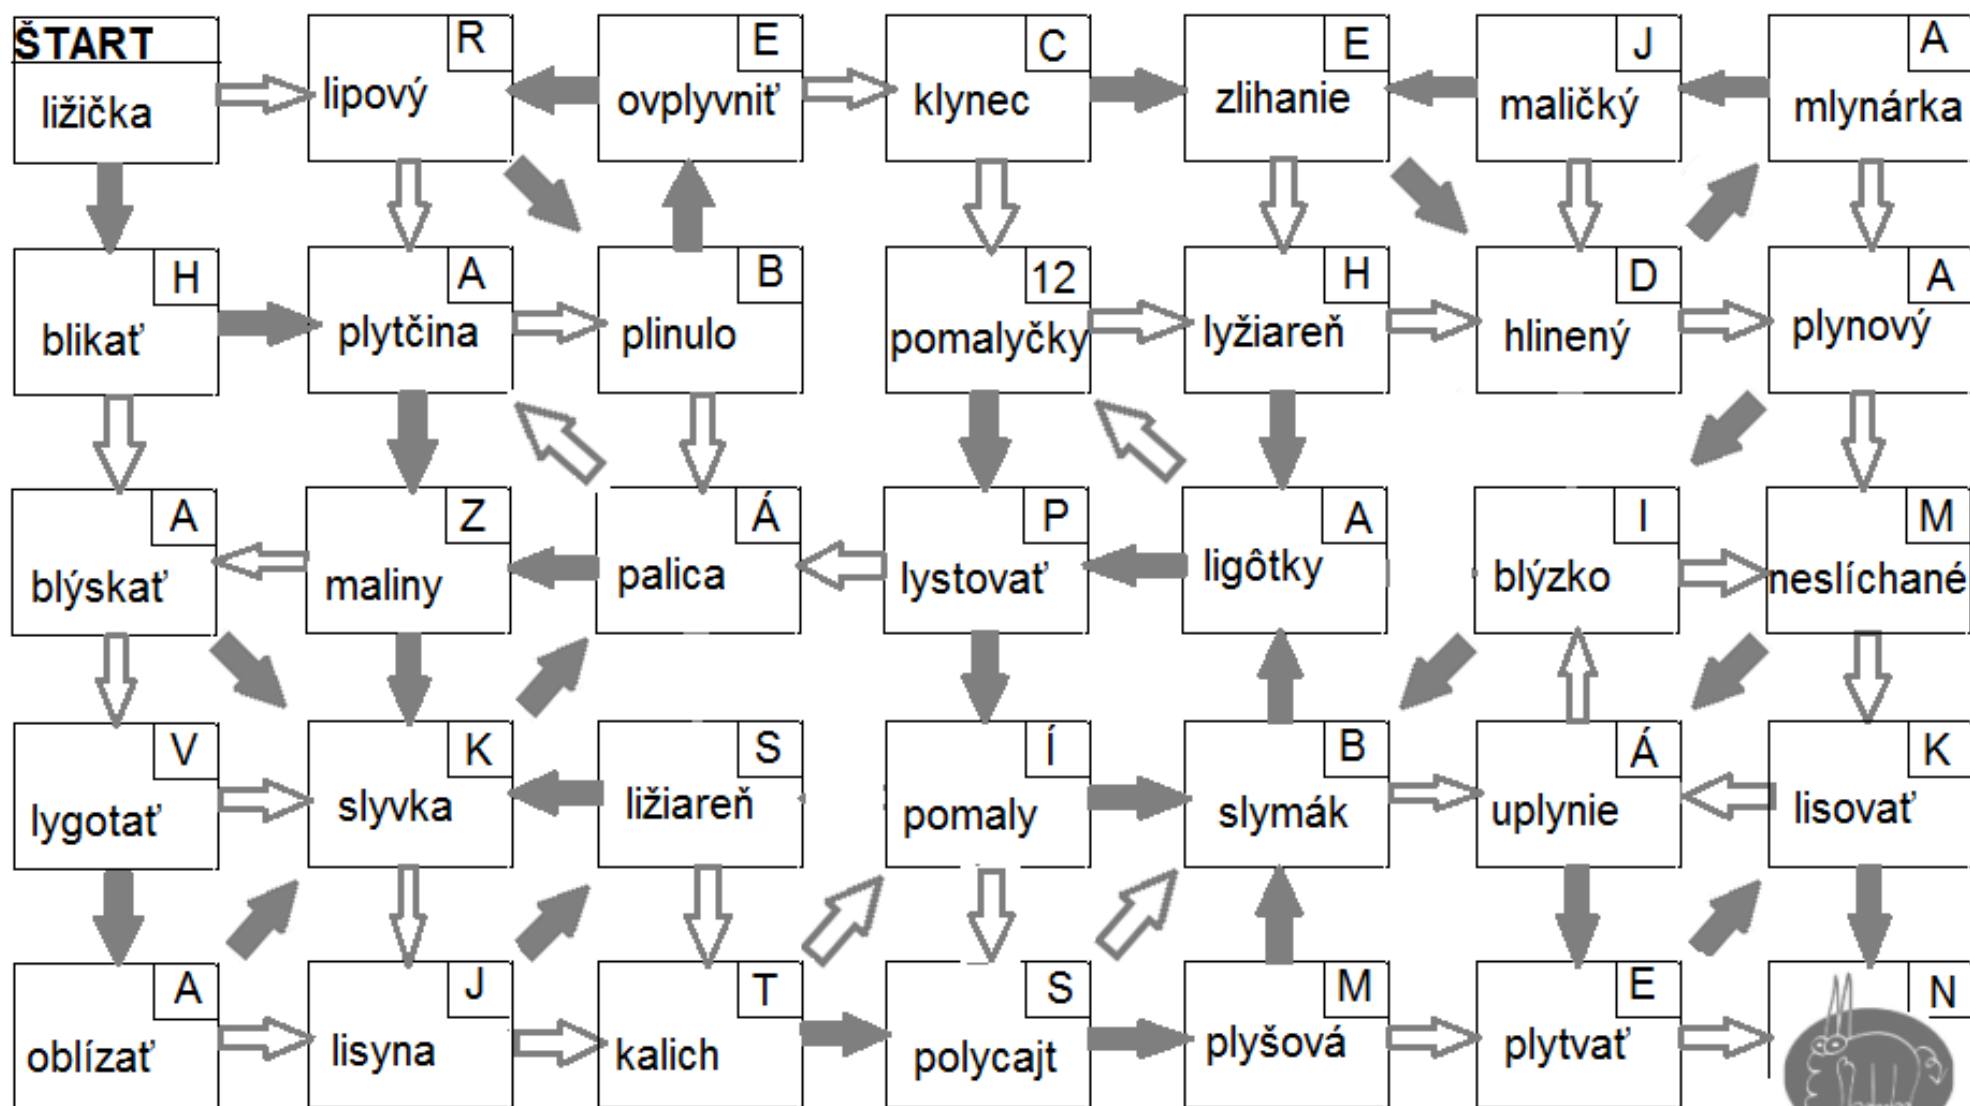 ŠTART
ližička
R
lipový
E
ovplyvniť
C
klynec
E
zlihanie
J
maličký
A
mlynárka
H
blikať
A
plytčina
B
plinulo
12
pomalyčky
H
lyžiareň
D
hlinený
A
plynový
A
blýskať
Z
maliny
Á
palica
P
lystovať
A
ligôtky
I
blýzko
M
neslíchané
V
lygotať
K
slyvka
S
ližiareň
Í
pomaly
B
slymák
Á
uplynie
K
lisovať
A
oblízať
J
lisyna
T
kalich
S
polycajt
M
plyšová
E
plytvať
N